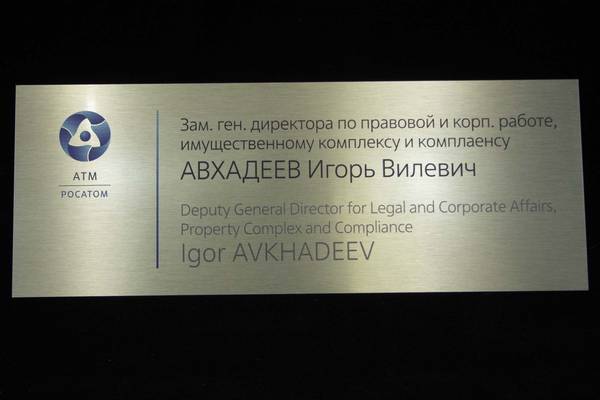 АТМ
РОСАТОМ
Зам. ген. директора по правовой и корп. работе,
имущественному комплексу и комплаенсу
АВХАДЕЕВ Игорь Вилевич
Deputy General Director for Legal and Corporate Affairs,
Property Complex and Compliance
Igor AVKHADEEV